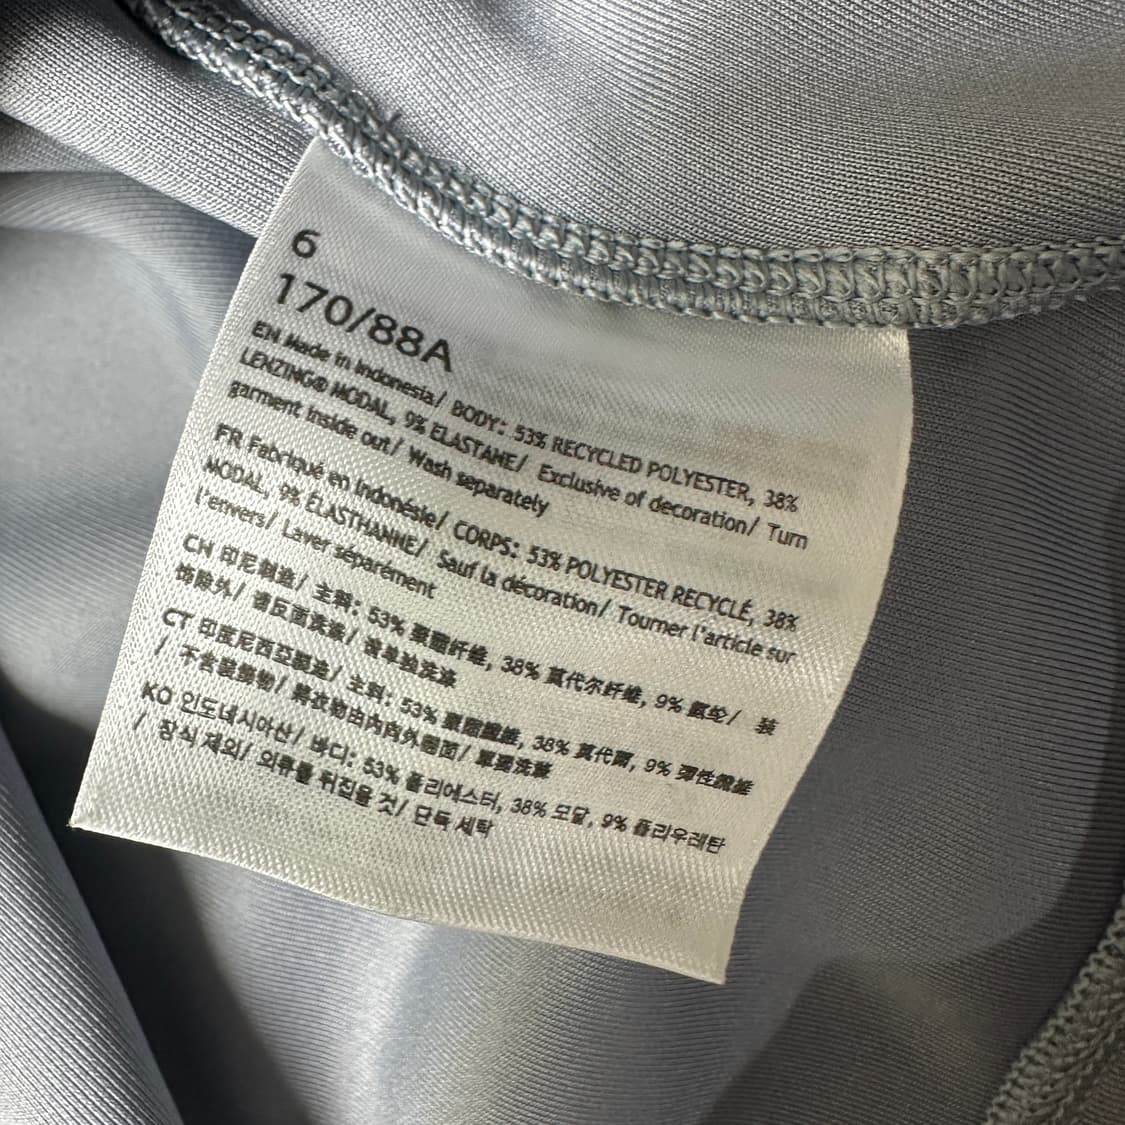 6
170/88A
EN Made in Indonesia/ BODY: 53% RECYCLED POLYESTER, 38%
LENZING® MODAL, 9% ELASTANE/ Exclusive of decoration/ Turn
garment inside out/ Wash separately
FR Fabriqué en Indonésie/ CORPS: 53% POLYESTER RECYCLÉ, 38%
MODAL, 9% ÉLASTHANNE/ Sauf la décoration/ Tourner l'article sur
l'envers/ Laver séparément
CN 印尼制造/ 主料: 53% 聚酯纤维, 38% 莫代尔纤维, 9% 氨纶/ 装
饰除外/ 请反面洗涤/ 请单独洗涤
CT 印度尼西亞製造/ 主料: 53% 聚酯纖維, 38% 莫代爾, 9% 彈性纖維
/ 不含裝飾物/ 將衣物由內向外翻面/ 單獨洗滌
KO 인도네시아산/ 바디: 53% 폴리에스터, 38% 모달, 9% 폴리우레탄
/ 장식 제외/ 의류를 뒤집을 것/ 단독 세탁